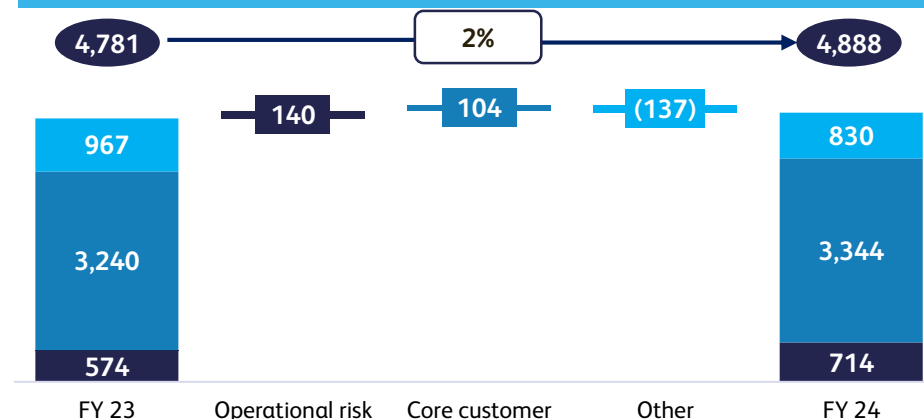 4,781 2% 4,888
140 104 (137)
967 830
3,240 3,344
574 714
FY 23 Operational risk Core customer Other FY 24